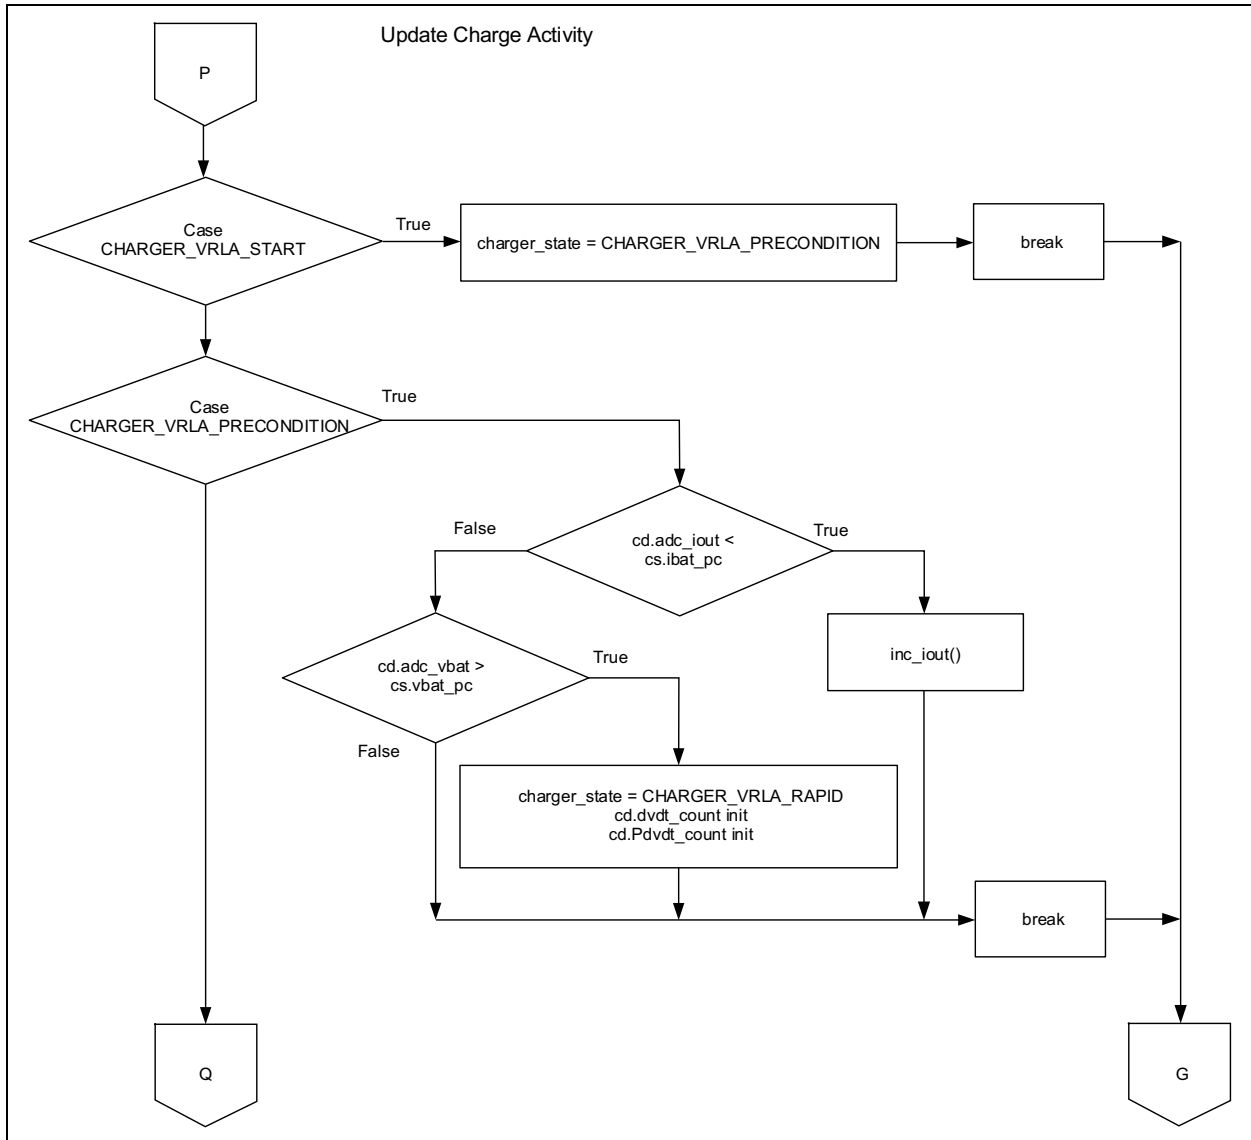 Update Charge Activity
P
Case
CHARGER_VRLA_START
True
charger_state = CHARGER_VRLA_PRECONDITION
break
Case
CHARGER_VRLA_PRECONDITION
True
cd.adc_iout <
cs.ibat_pc
False
True
cd.adc_vbat >
cs.vbat_pc
True
False
inc_iout()
charger_state = CHARGER_VRLA_RAPID
cd.dvdt_count init
cd.Pdvdt_count init
break
Q
G